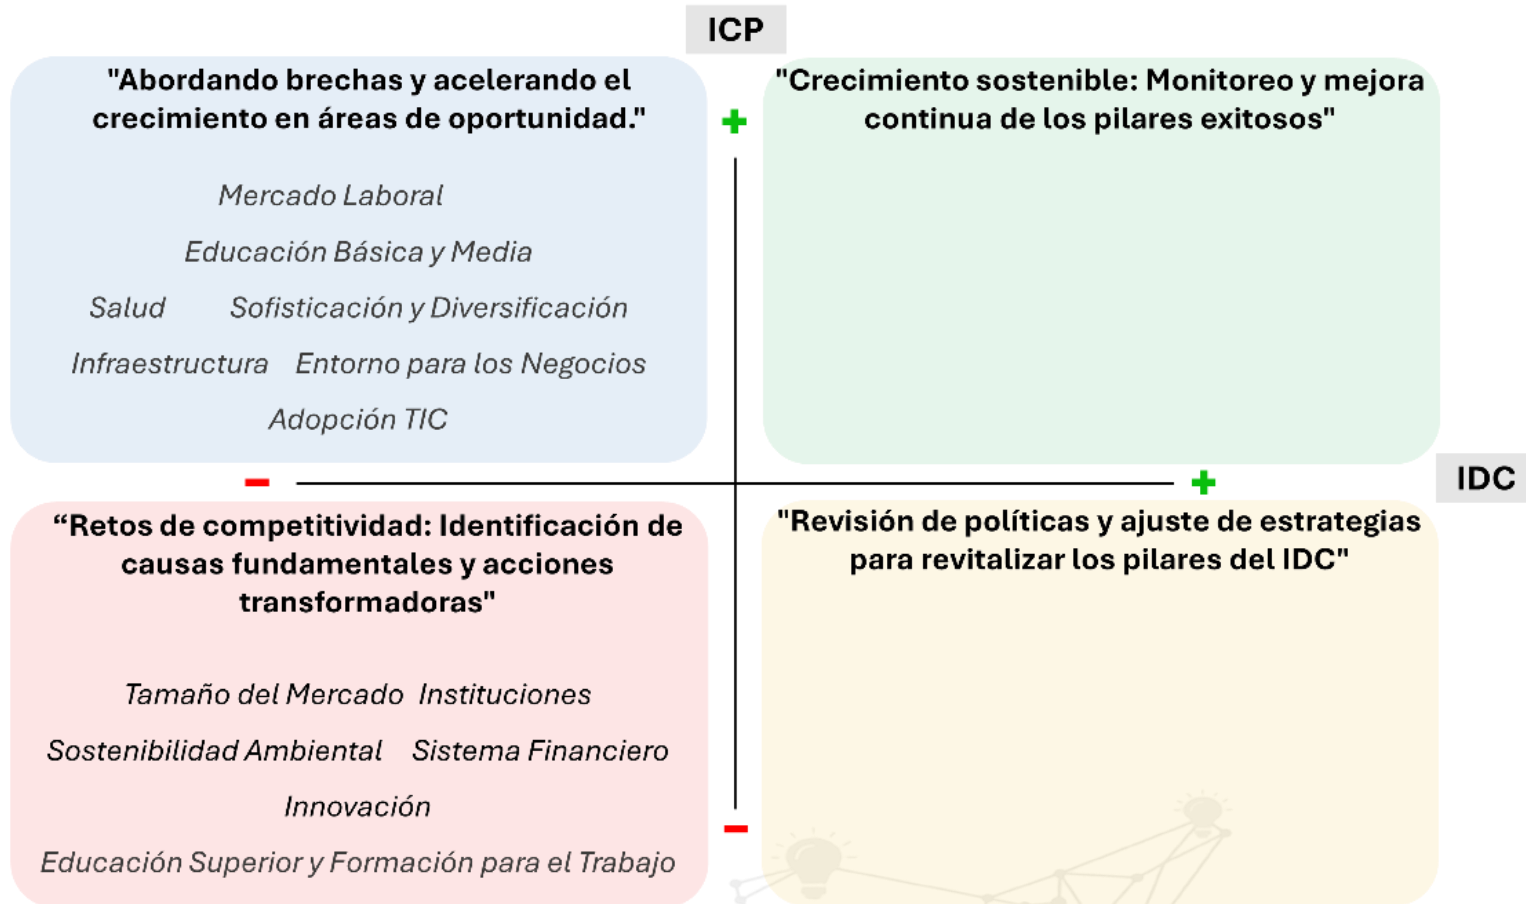 ICP
"Abordando brechas y acelerando el
crecimiento en áreas de oportunidad."
Mercado Laboral
Educación Básica y Media
Salud Sofisticación y Diversificación
Infraestructura Entorno para los Negocios
Adopción TIC
"Crecimiento sostenible: Monitoreo y mejora
continua de los pilares exitosos"
+
-
+
IDC
“Retos de competitividad: Identificación de
causas fundamentales y acciones
transformadoras"
Tamaño del Mercado Instituciones
Sostenibilidad Ambiental Sistema Financiero
Innovación
Educación Superior y Formación para el Trabajo
"Revisión de políticas y ajuste de estrategias
para revitalizar los pilares del IDC"
-